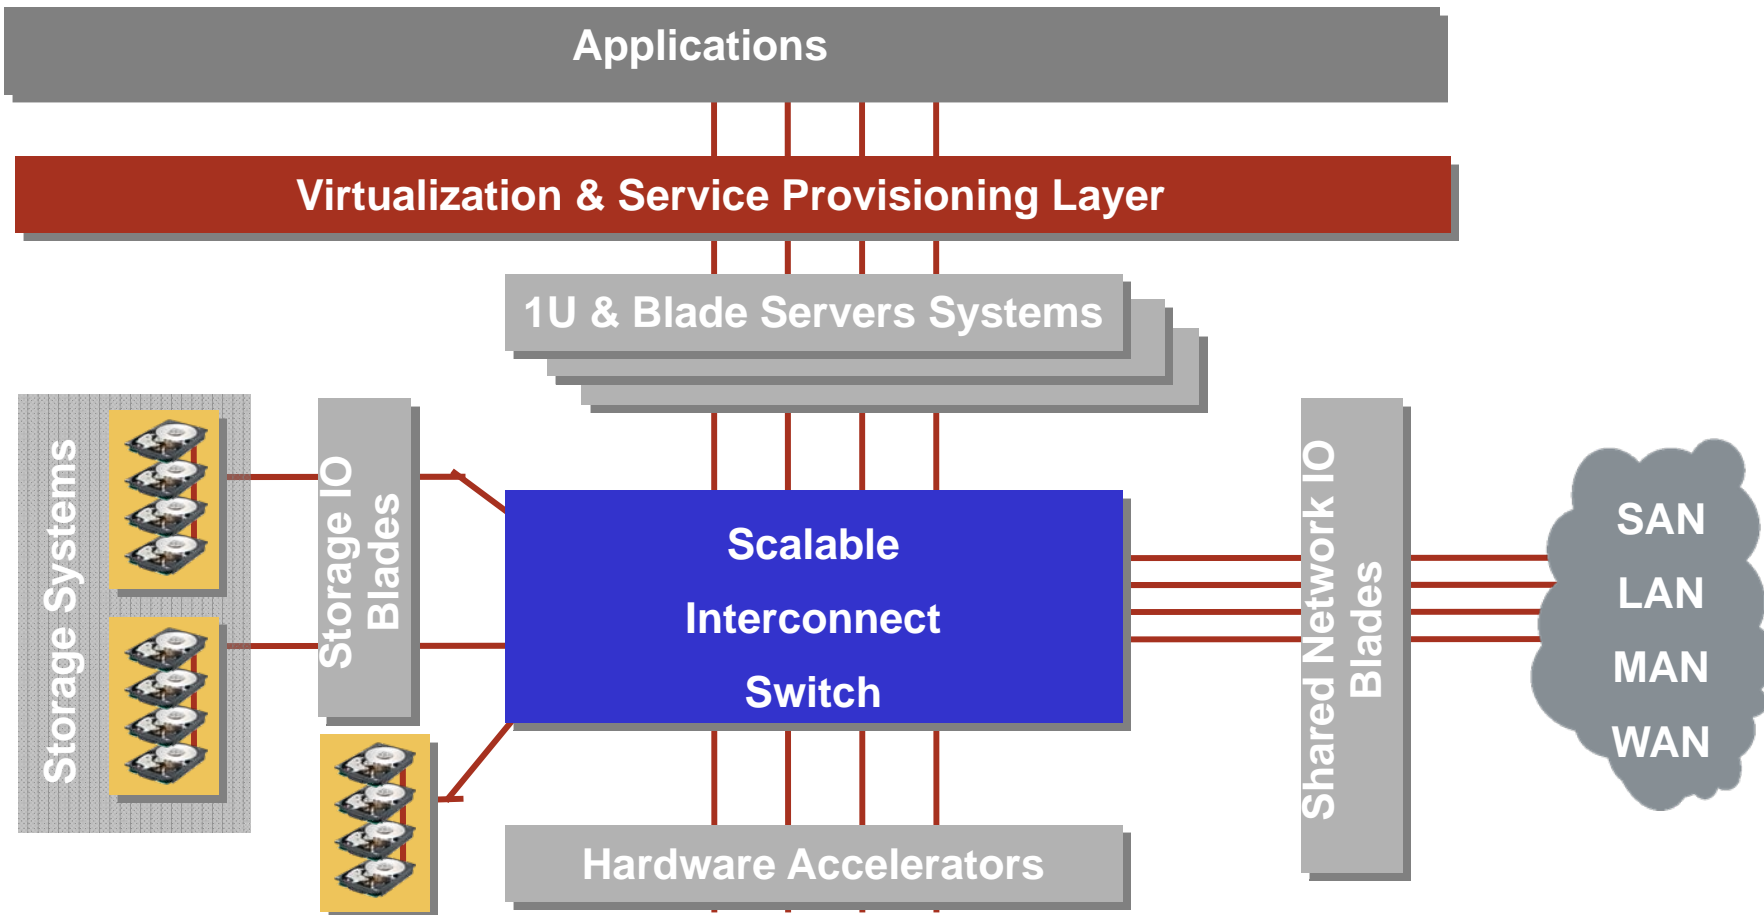 Applications
Virtualization & Service Provisioning Layer
1U & Blade Servers Systems
Storage Systems
Storage IO
Blades
Scalable
Interconnect
Switch
Shared Network IO
Blades
SAN
LAN
MAN
WAN
Hardware Accelerators